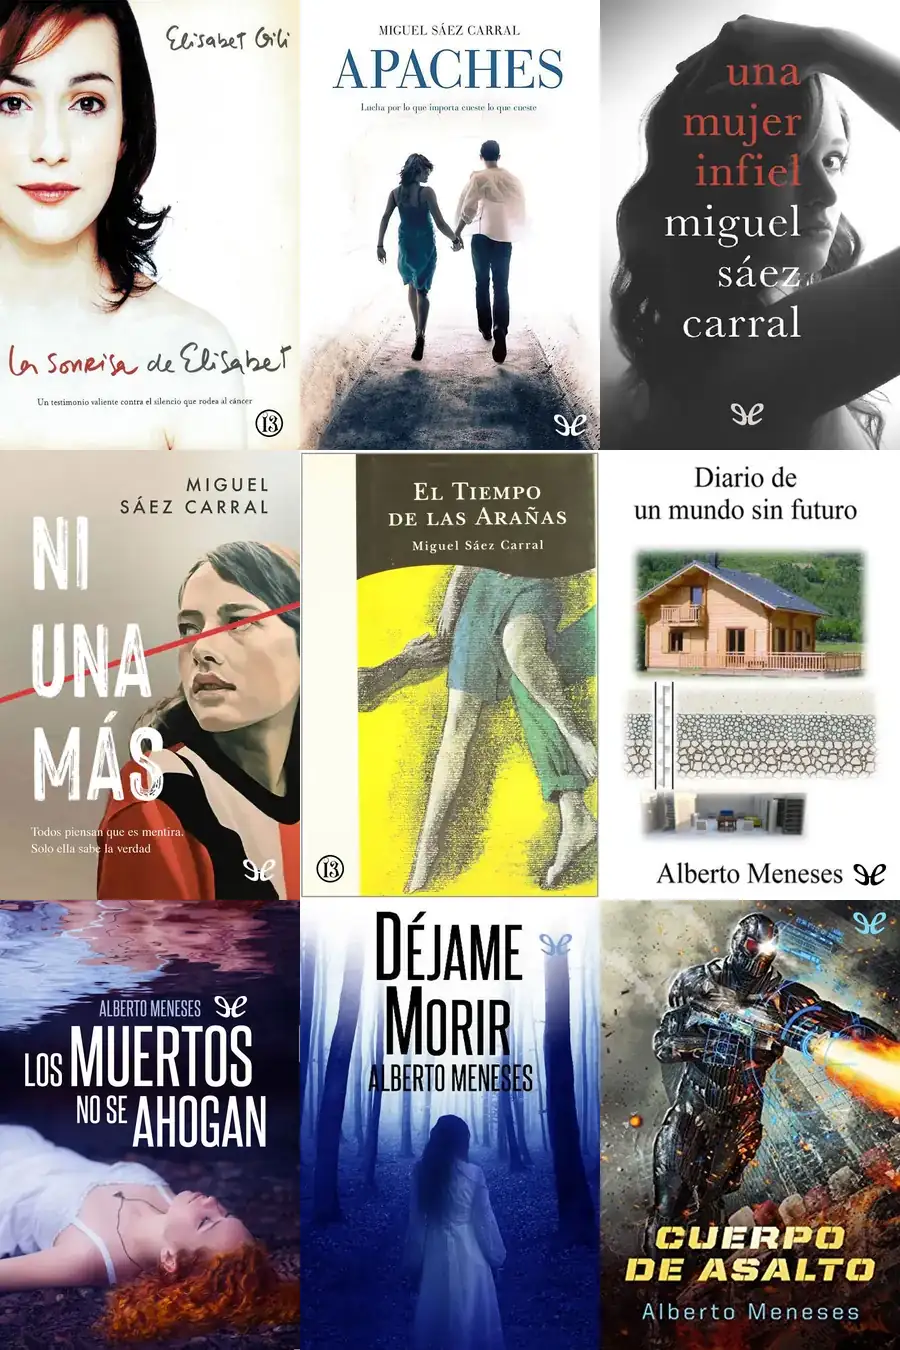 Elisabet Gili
la sonrisa de Elisabet
Un testimonio valiente contra el silencio que rodea al cáncer
13
MIGUEL SÁEZ CARRAL
APACHES
Lucha por lo que importa cueste lo que cueste
una
mujer
infiel
miguel
sáez
carral
MIGUEL
SÁEZ CARRAL
NI
UNA
MÁS
Todos piensan que es mentira.
Solo ella sabe la verdad
EL TIEMPO
DE LAS ARAÑAS
Miguel Sáez Carral
13
Diario de
un mundo sin futuro
Alberto Meneses
ALBERTO MENESES
LOS MUERTOS
NO SE AHOGAN
DÉJAME
MORIR
ALBERTO MENESES
CUERPO
DE ASALTO
Alberto Meneses